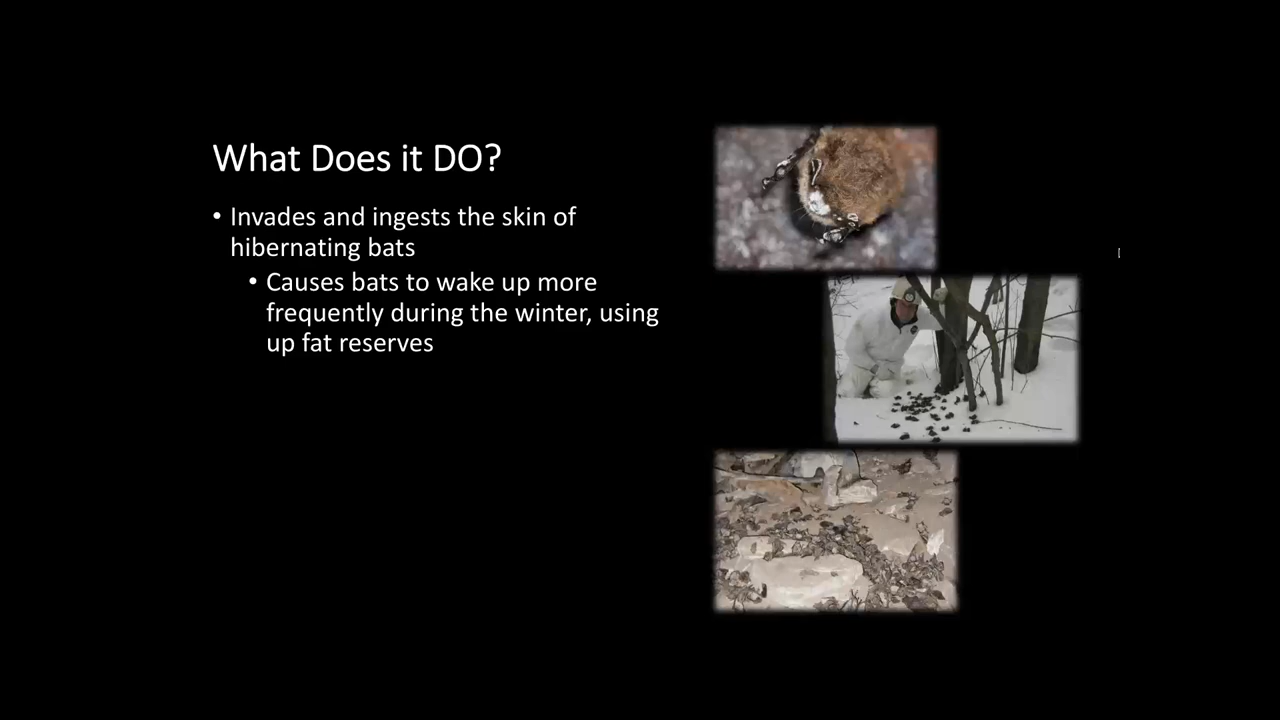 What Does it DO?
• Invades and ingests the skin of
hibernating bats
• Causes bats to wake up more
frequently during the winter, using
up fat reserves